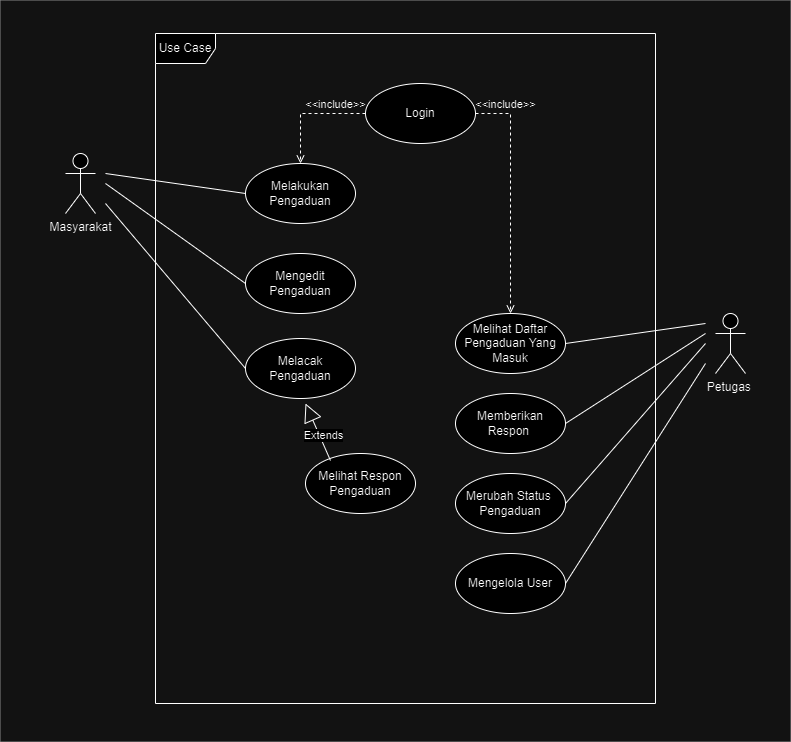 Use Case
<<include>>
Login
<<include>>
Melakukan
Pengaduan
Masyarakat
Mengedit
Pengaduan
Melacak
Pengaduan
Extends
Melihat Respon
Pengaduan
Melihat Daftar
Pengaduan Yang
Masuk
Petugas
Memberikan
Respon
Merubah Status
Pengaduan
Mengelola User